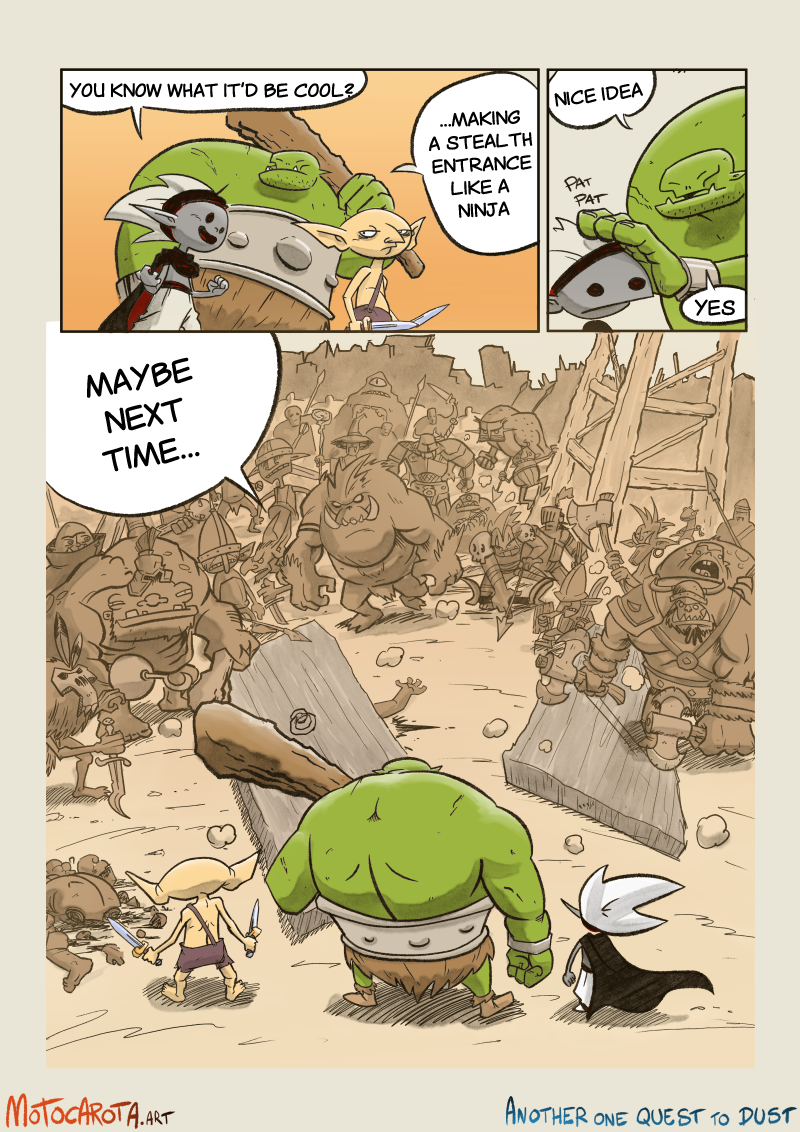 YOU KNOW WHAT IT'D BE COOL?
...MAKING
A STEALTH
ENTRANCE
LIKE A
NINJA
NICE IDEA
PAT
PAT
YES
MAYBE
NEXT
TIME...
MOTOCAROTA.ART
ANOTHER ONE QUEST TO DUST